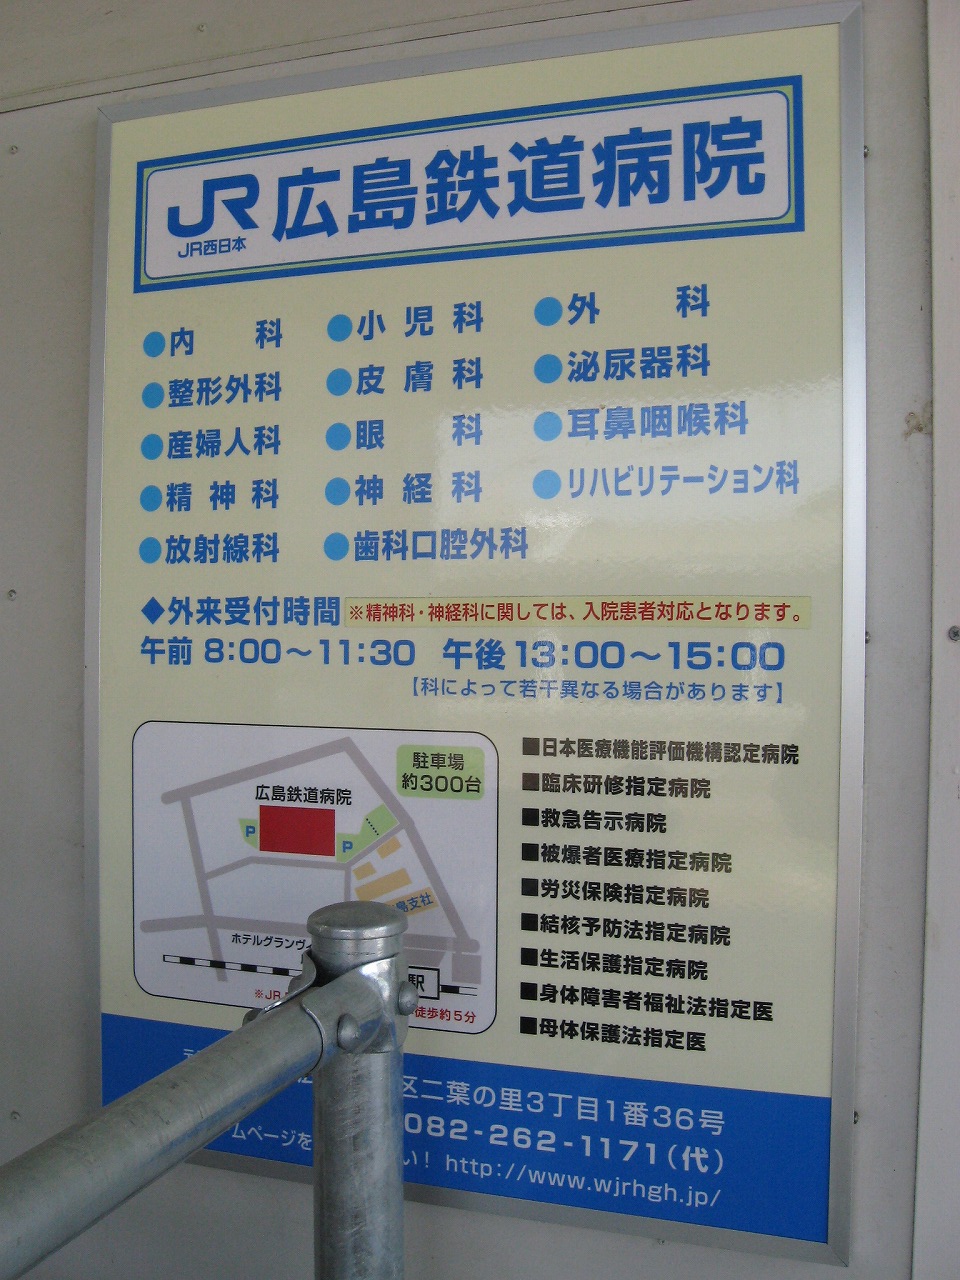 JR 広島鉄道病院
JR西日本
●内科 ●小児科 ●外科
●整形外科 ●皮膚科 ●泌尿器科
●産婦人科 ●眼科 ●耳鼻咽喉科
●精神科 ●神経科 ●リハビリテーション科
●放射線科 ●歯科口腔外科
◆外来受付時間 ※精神科・神経科に関しては、入院患者対応となります。
午前 8:00～11:30 午後 13:00～15:00
【科によって若干異なる場合があります】
駐車場
約300台
広島鉄道病院
P
P
島支社
ホテルグランヴィ
駅
※JR
徒歩約5分
■日本医療機能評価機構認定病院
■臨床研修指定病院
■救急告示病院
■被爆者医療指定病院
■労災保険指定病院
■結核予防法指定病院
■生活保護指定病院
■身体障害者福祉法指定医
■母体保護法指定医
区二葉の里3丁目1番36号
082-262-1171(代)
ムページを い! http://www.wjrhgh.jp/